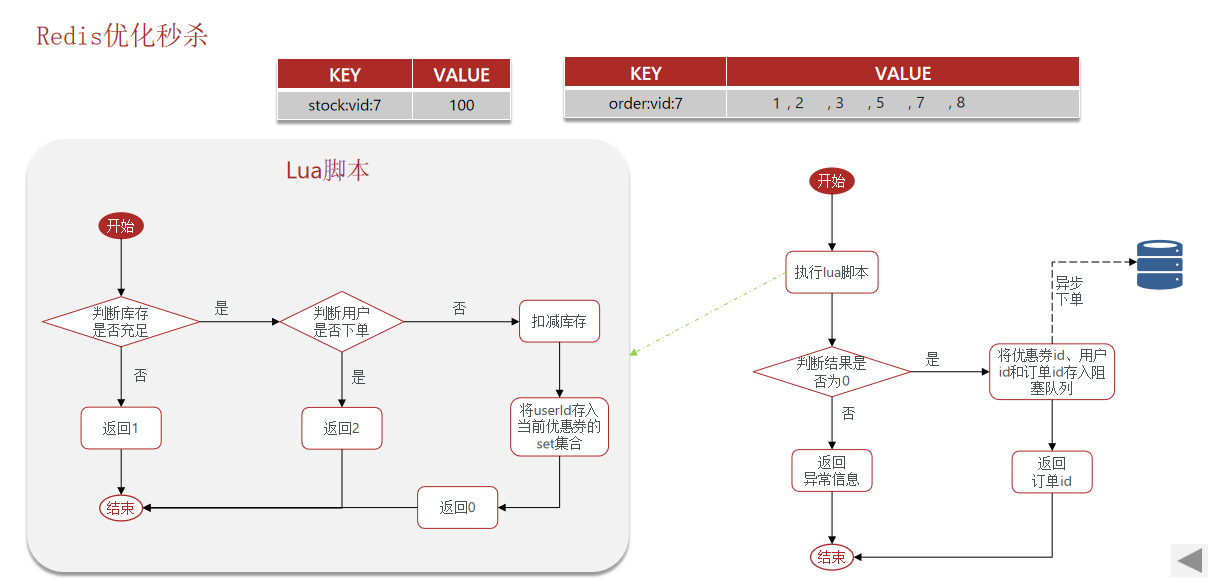 Redis优化秒杀
KEY VALUE
stock:vid:7 100
KEY VALUE
order:vid:7 1 , 2 , 3 , 5 , 7 , 8
Lua脚本
开始
判断库存
是否充足
是
否
返回1
判断用户
是否下单
否
是
返回2
扣减库存
将userId存入
当前优惠券的
set集合
返回0
结束
开始
执行lua脚本
判断结果是
否为0
是
否
返回
异常信息
将优惠券id、用户
id和订单id存入阻
塞队列
异步
下单
返回
订单id
结束